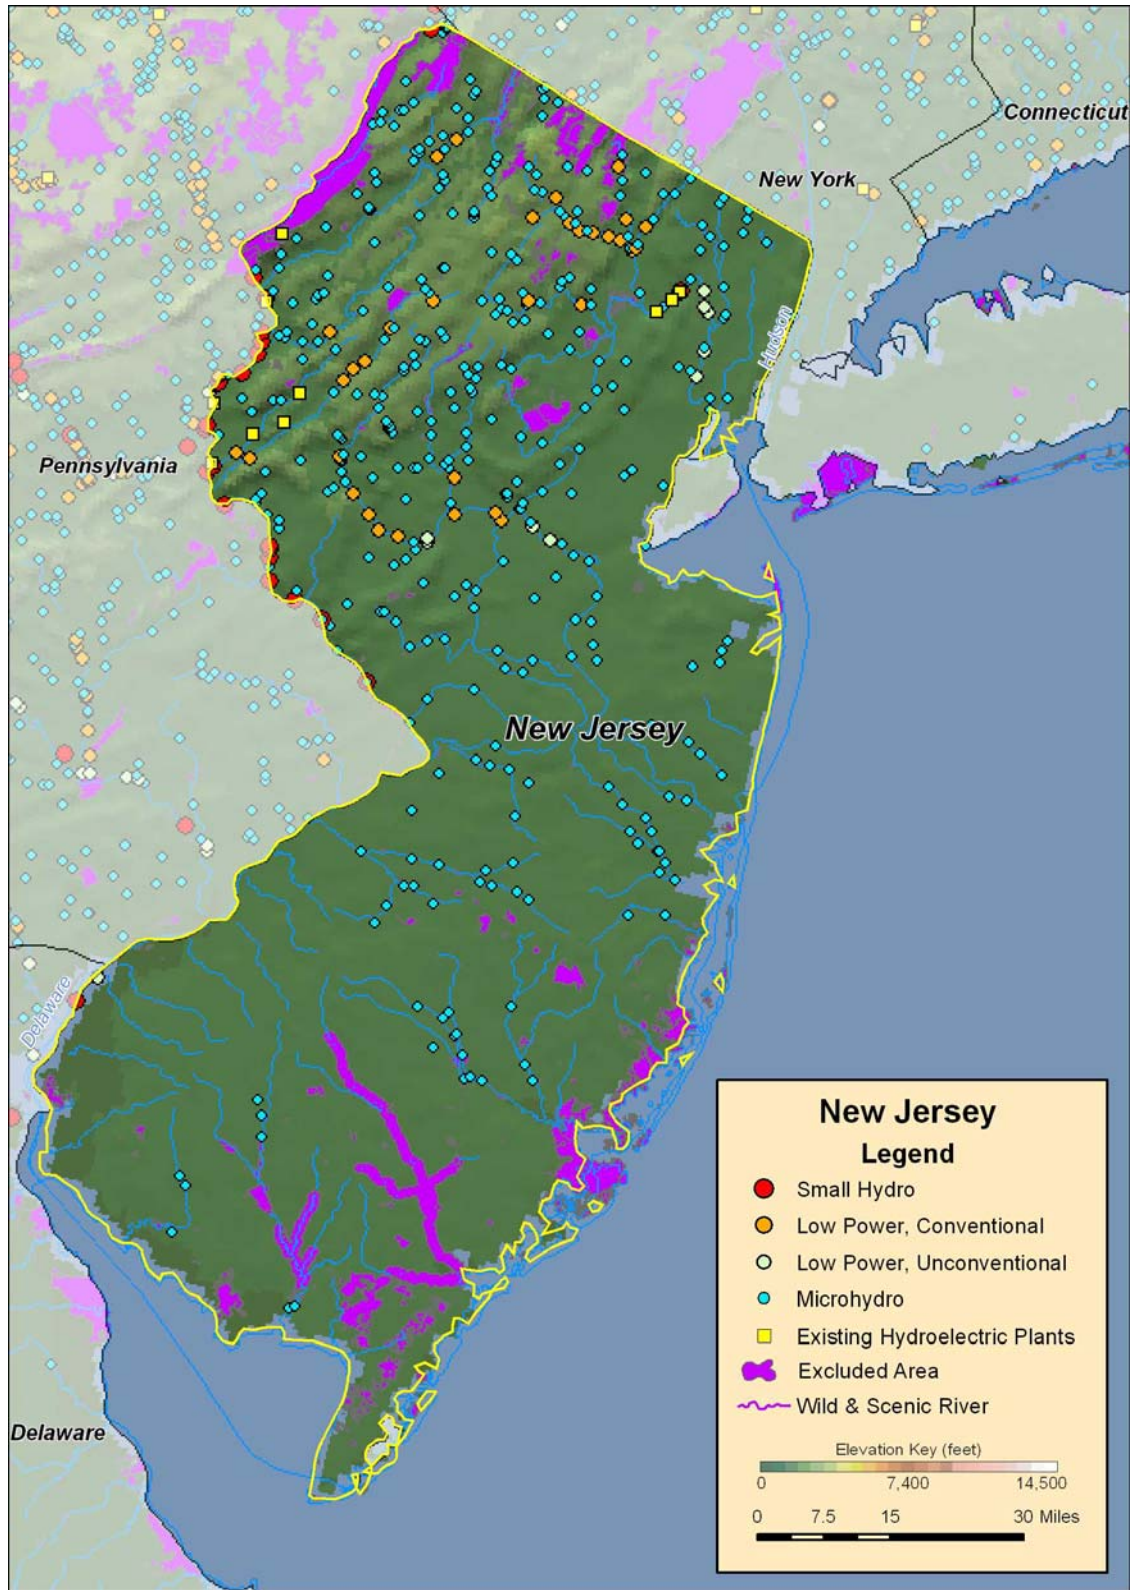 Connecticut
New York
Hudson
Pennsylvania
New Jersey
Delaware
Delaware
New Jersey
Legend
Small Hydro
Low Power, Conventional
Low Power, Unconventional
Microhydro
Existing Hydroelectric Plants
Excluded Area
Wild & Scenic River
Elevation Key (feet)
0 7,400 14,500
0 7.5 15 30 Miles